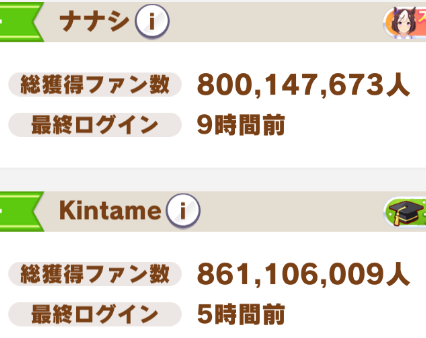 ナナシ i
総獲得ファン数 800,147,673人
最終ログイン 9時間前
Kintame i
総獲得ファン数 861,106,009人
最終ログイン 5時間前